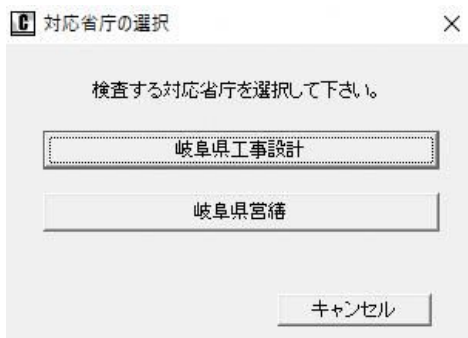 C 対応省庁の選択
検査する対応省庁を選択して下さい。
岐阜県工事設計
岐阜県営繕
キャンセル